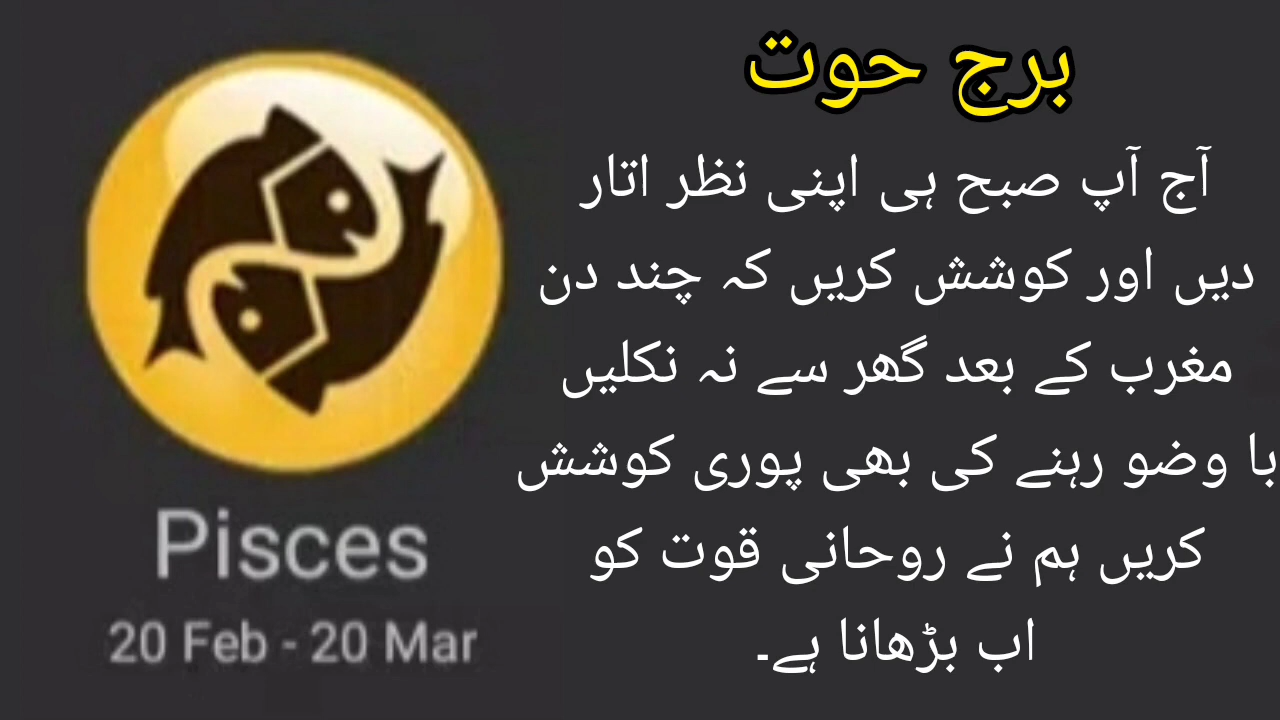 برج حوت
آج آپ صبح ہی اپنی نظر اتار
دیں اور کوشش کریں کہ چند دن
مغرب کے بعد گھر سے نہ نکلیں
با وضو رہنے کی بھی پوری کوشش
کریں ہم نے روحانی قوت کو
اب بڑھانا ہے۔
Pisces
20 Feb - 20 Mar